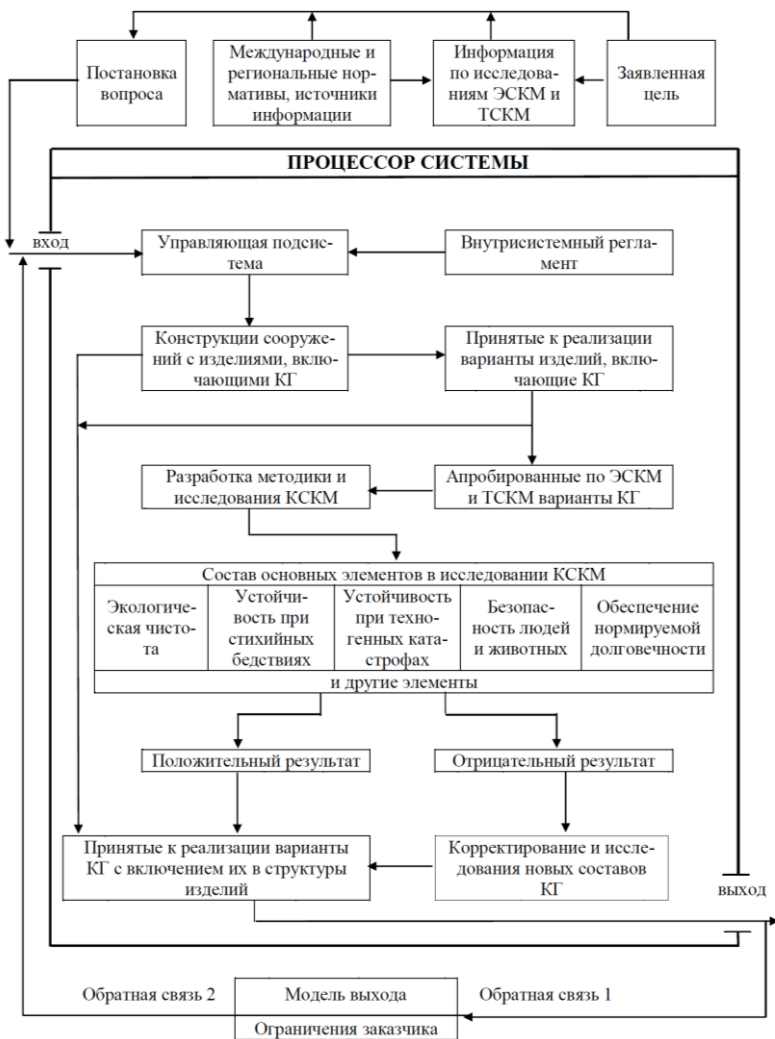 Постановка
вопроса
Международные и
региональные нор-
мативы, источники
информации
Информация
по исследова-
ниям ЭСКМ и
ТСКМ
Заявленная
цель
ПРОЦЕССОР СИСТЕМЫ
вход
Управляющая подсис-
тема
Внутрисистемный регла-
мент
Конструкции сооруже-
ний с изделиями, вклю-
чающими КГ
Принятые к реализации
варианты изделий, вклю-
чающие КГ
Разработка методики и
исследования КСКМ
Апробированные по ЭСКМ
и ТСКМ варианты КГ
Состав основных элементов в исследовании КСКМ
Экологиче-
ская чисто-
та
Устойчи-
вость при
стихийных
бедствиях
Устойчивость
при техно-
генных ката-
строфах
Безопас-
ность людей
и животных
Обеспечение
нормируемой
долговечности
и другие элементы
Положительный результат
Отрицательный результат
Принятые к реализации варианты
КГ с включением их в структуры
изделий
Корректирование и иссле-
дования новых составов
КГ
выход
Обратная связь 2
Модель выхода
Обратная связь 1
Ограничения заказчика